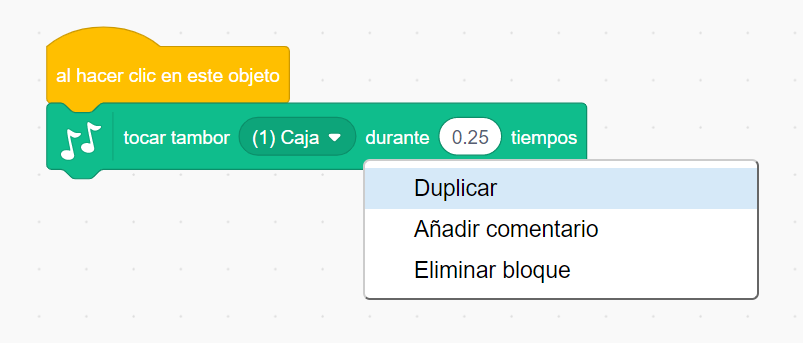 al hacer clic en este objeto
tocar tambor (1) Caja durante 0.25 tiempos
Duplicar
Añadir comentario
Eliminar bloque